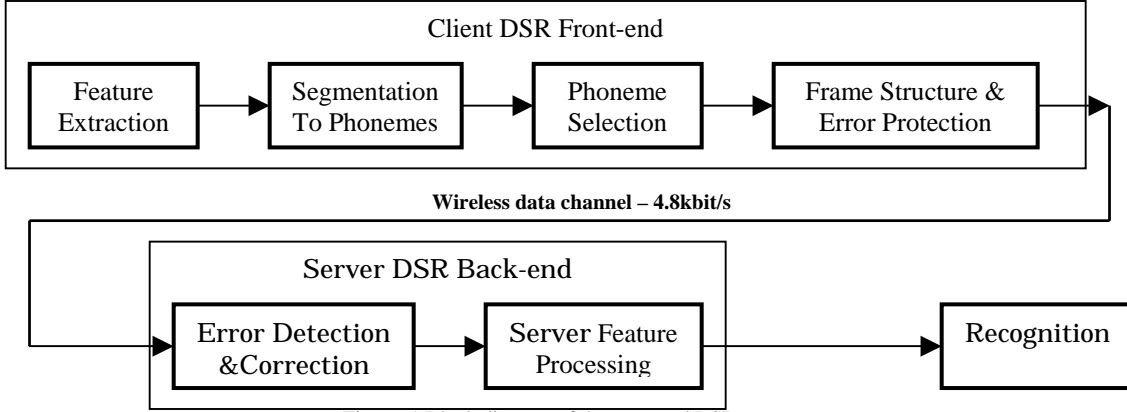 Client DSR Front-end
Feature
Extraction
Segmentation
To Phonemes
Phoneme
Selection
Frame Structure &
Error Protection
Wireless data channel – 4.8kbit/s
Server DSR Back-end
Error Detection
&Correction
Server Feature
Processing
Recognition